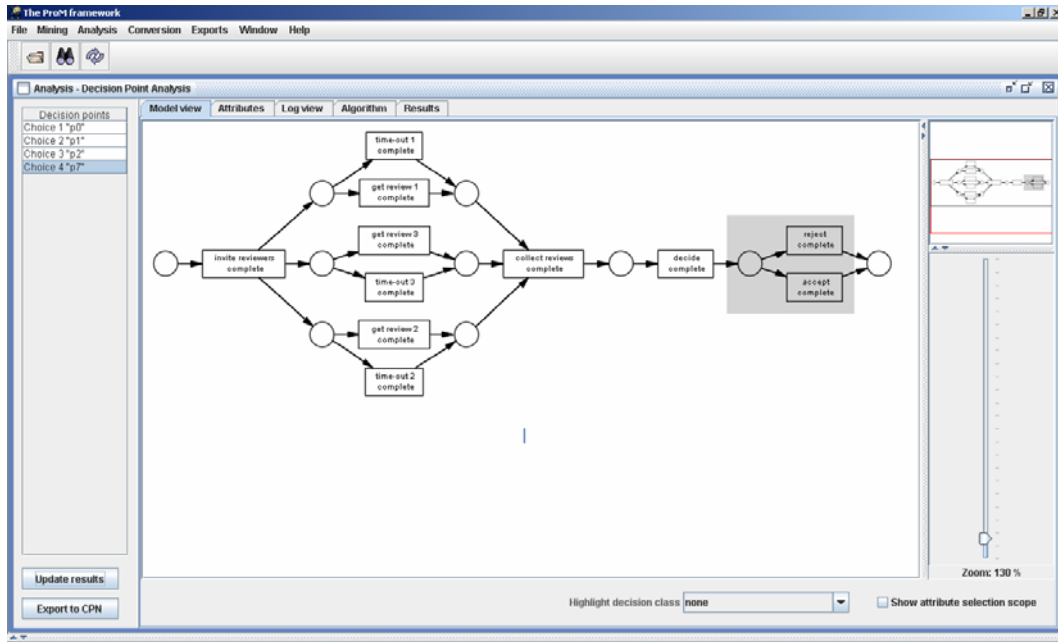 The ProM framework
File Mining Analysis Conversion Exports Window Help
Analysis - Decision Point Analysis
Decision points
Choice 1 "p0"
Choice 2 "p1"
Choice 3 "p2"
Choice 4 "p7"
Model view Attributes Log view Algorithm Results
time-out 1
complete
get review 1
complete
get review 3
complete
invite reviewers
complete
time-out 3
complete
get review 2
complete
time-out 2
complete
collect reviews
complete
decide
complete
reject
complete
accept
complete
Zoom: 130 %
Update results
Export to CPN
Highlight decision class none
Show attribute selection scope